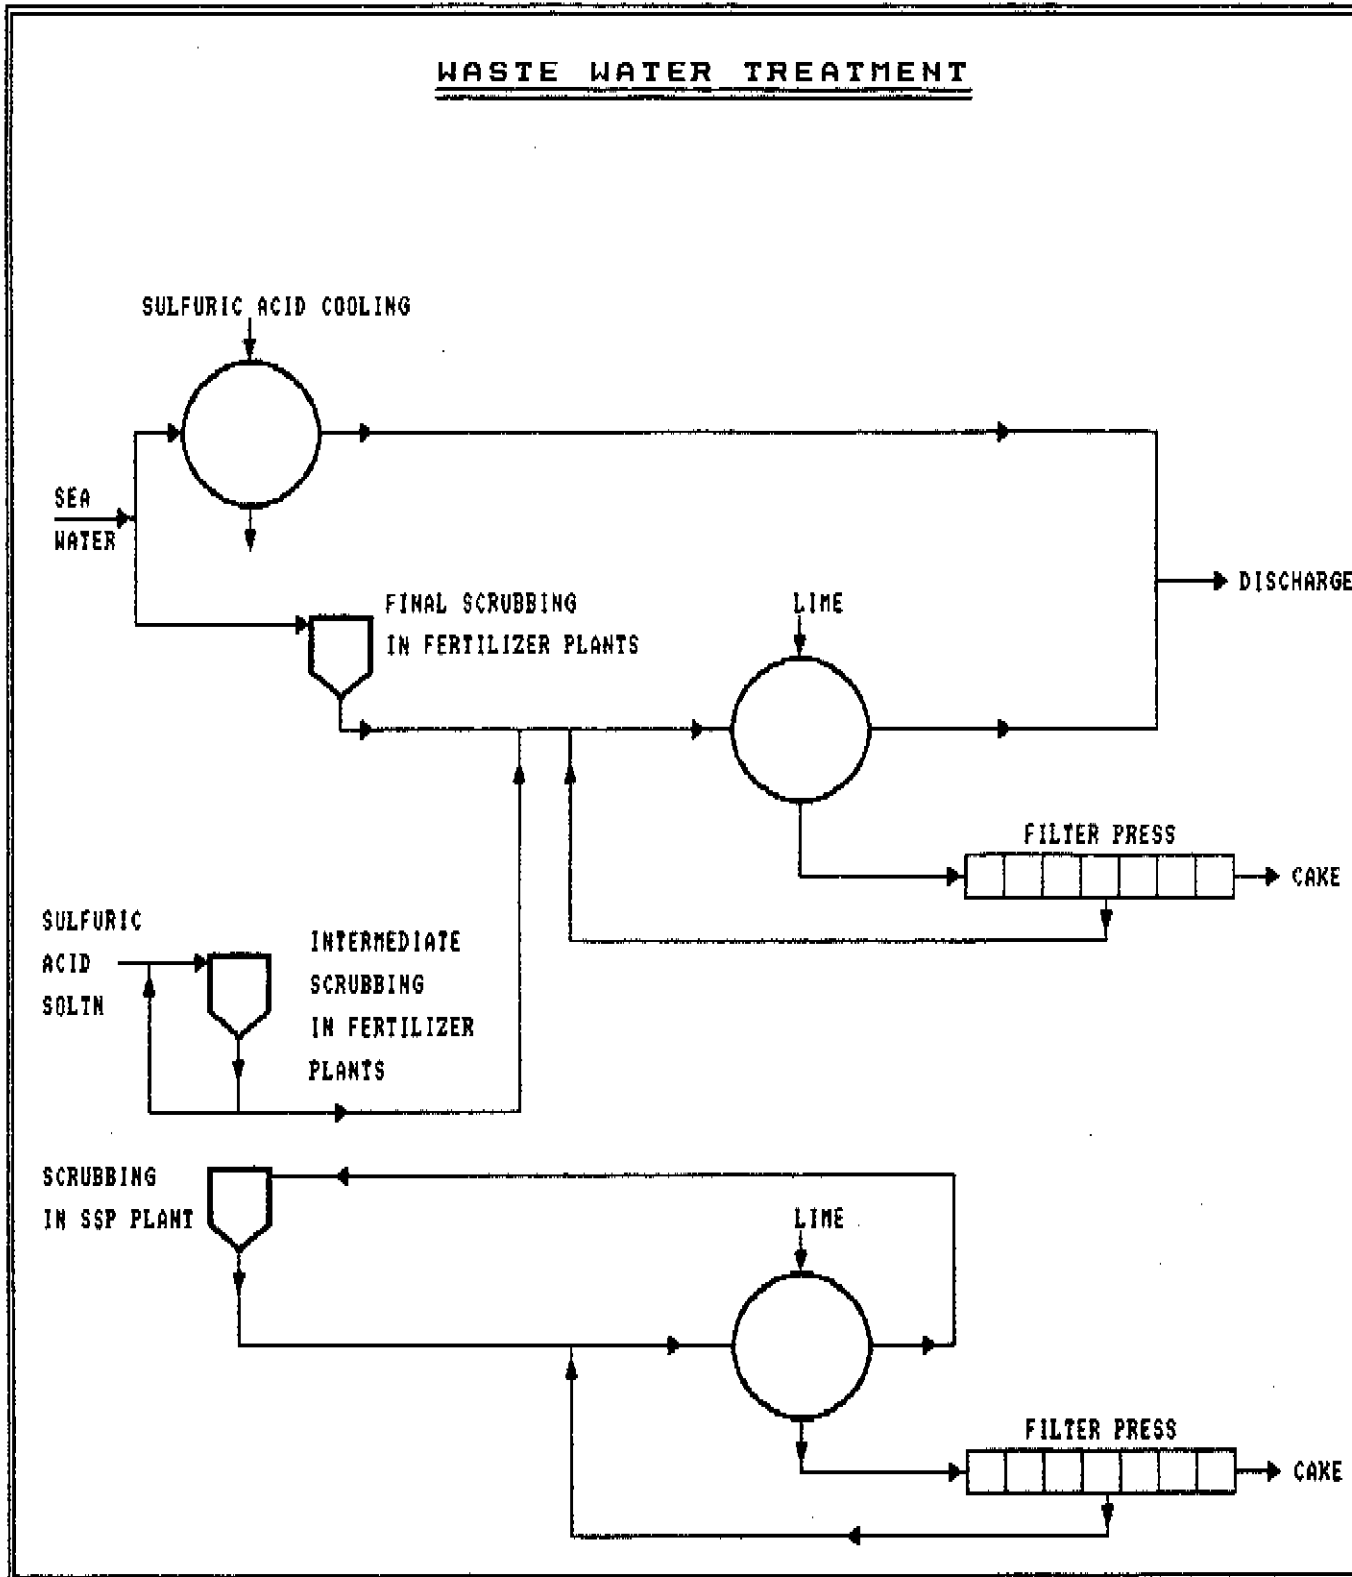 WASTE WATER TREATMENT
SULFURIC ACID COOLING
SEA
WATER
DISCHARGE
FINAL SCRUBBING
IN FERTILIZER PLANTS
LIME
FILTER PRESS
CAKE
SULFURIC
ACID
SOLTN
INTERMEDIATE
SCRUBBING
IN FERTILIZER
PLANTS
SCRUBBING
IN SSP PLANT
LIME
FILTER PRESS
CAKE